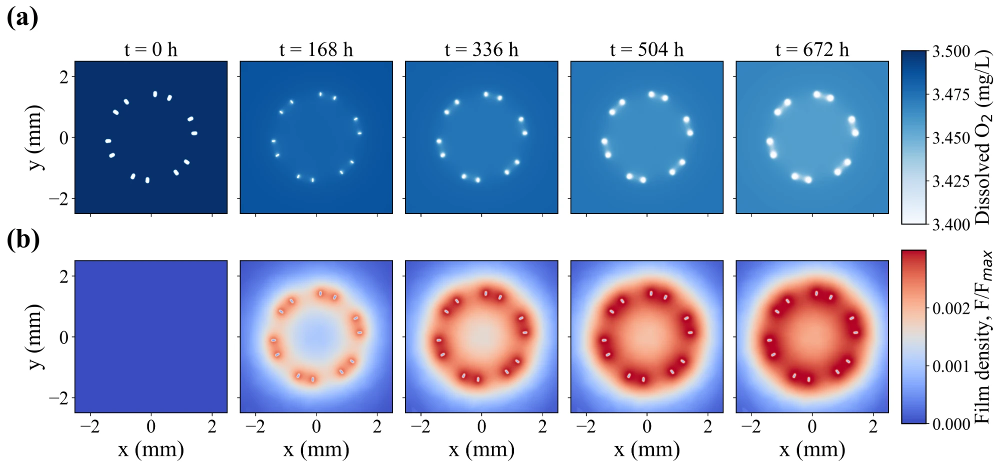 (a)
t = 0 h
t = 168 h
t = 336 h
t = 504 h
t = 672 h
2
0
−2
y (mm)
3.500
3.475
3.450
3.425
3.400
Dissolved O2 (mg/L)
(b)
2
0
−2
y (mm)
−2 0 2
−2 0 2
−2 0 2
−2 0 2
−2 0 2
x (mm)
x (mm)
x (mm)
x (mm)
x (mm)
0.002
0.001
0.000
Film density, F/Fmax